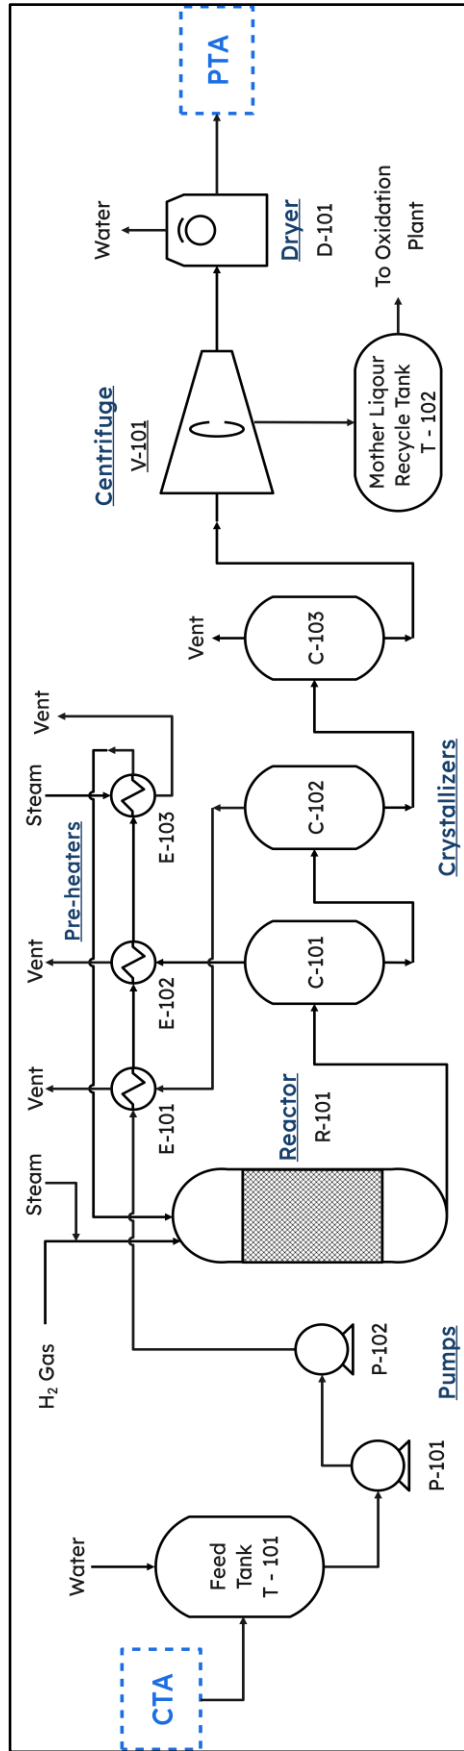 CTA
Water
Feed
Tank
T - 101
P-101
P-102
Pumps
H₂ Gas
Steam
Reactor
R-101
Vent
E-101
Vent
E-102
Pre-heaters
Steam
E-103
Vent
C-101
C-102
Vent
C-103
Crystallizers
Centrifuge
V-101
Mother Liqour
Recycle Tank
T - 102
To Oxidation
Plant
Water
Dryer
D-101
PTA